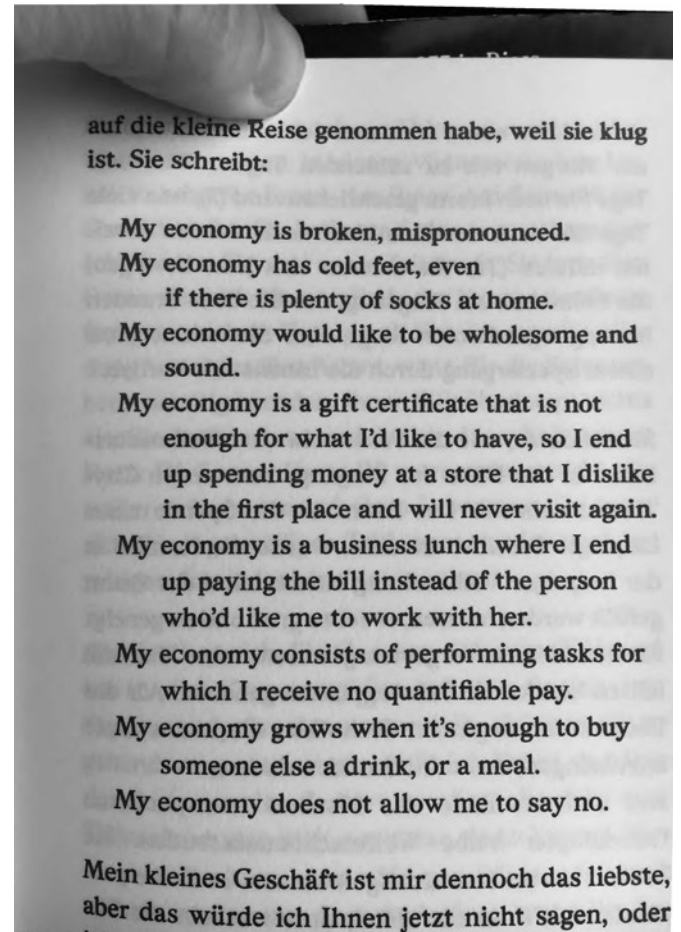 auf die kleine Reise genommen habe, weil sie klug
ist. Sie schreibt:
My economy is broken, mispronounced.
My economy has cold feet, even
if there is plenty of socks at home.
My economy would like to be wholesome and
sound.
My economy is a gift certificate that is not
enough for what I'd like to have, so I end
up spending money at a store that I dislike
in the first place and will never visit again.
My economy is a business lunch where I end
up paying the bill instead of the person
who'd like me to work with her.
My economy consists of performing tasks for
which I receive no quantifiable pay.
My economy grows when it's enough to buy
someone else a drink, or a meal.
My economy does not allow me to say no.
Mein kleines Geschäft ist mir dennoch das liebste,
aber das würde ich Ihnen jetzt nicht sagen, oder